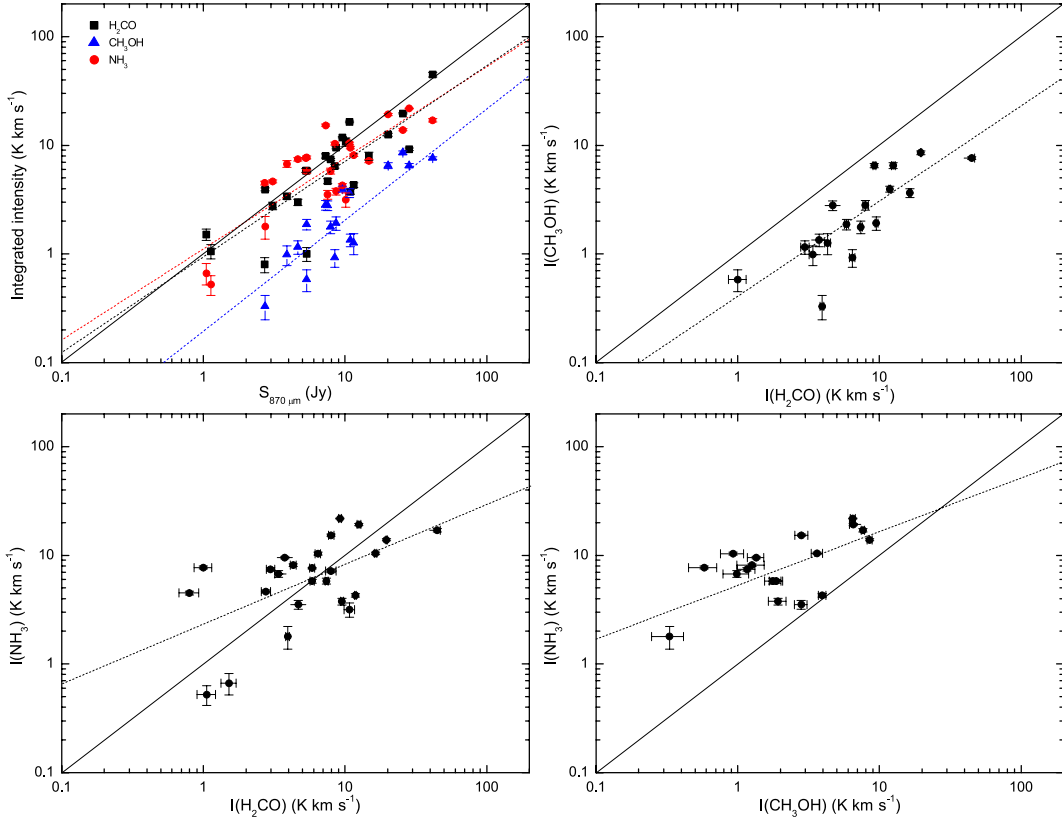 H₂CO
CH₃OH
NH₃
Integrated intensity (K km s⁻¹)
100
10
1
0.1
0.1 1 10 100
S₈₇₀ μm (Jy)
I(CH₃OH) (K km s⁻¹)
100
10
1
0.1
0.1 1 10 100
I(H₂CO) (K km s⁻¹)
I(NH₃) (K km s⁻¹)
100
10
1
0.1
0.1 1 10 100
I(H₂CO) (K km s⁻¹)
I(NH₃) (K km s⁻¹)
100
10
1
0.1
0.1 1 10 100
I(CH₃OH) (K km s⁻¹)